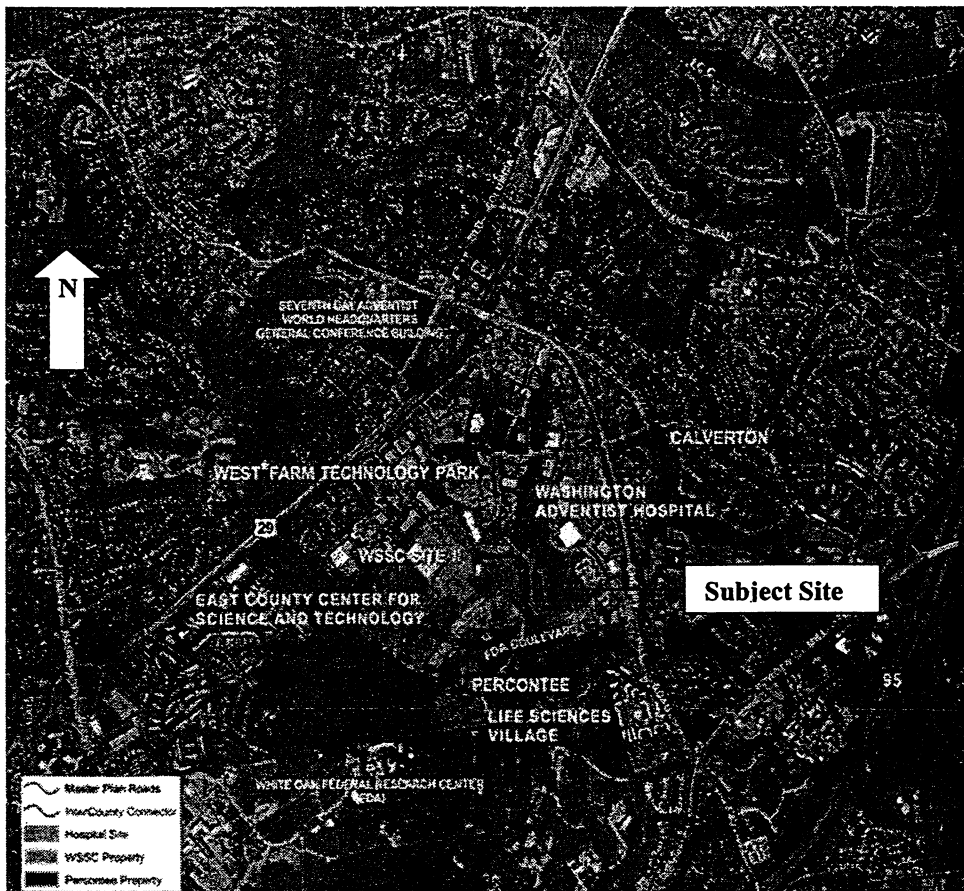 ICC
N
SEVENTH DAY ADVENTIST
WORLD HEADQUARTERS
GENERAL CONFERENCE BUILDING
CALVERTON
WEST*FARM TECHNOLOGY PARK
WASHINGTON
ADVENTIST HOSPITAL
29
WSSC SITE II
Subject Site
EAST COUNTY CENTER FOR
SCIENCE AND TECHNOLOGY
FDA BOULEVARD
PERCONTEE
95
LIFE SCIENCES
VILLAGE
WHITE OAK FEDERAL RESEARCH CENTER
(FDA)
Master Plan Roads
InterCounty Connector
Hospital Site
WSSC Property
Percontee Property